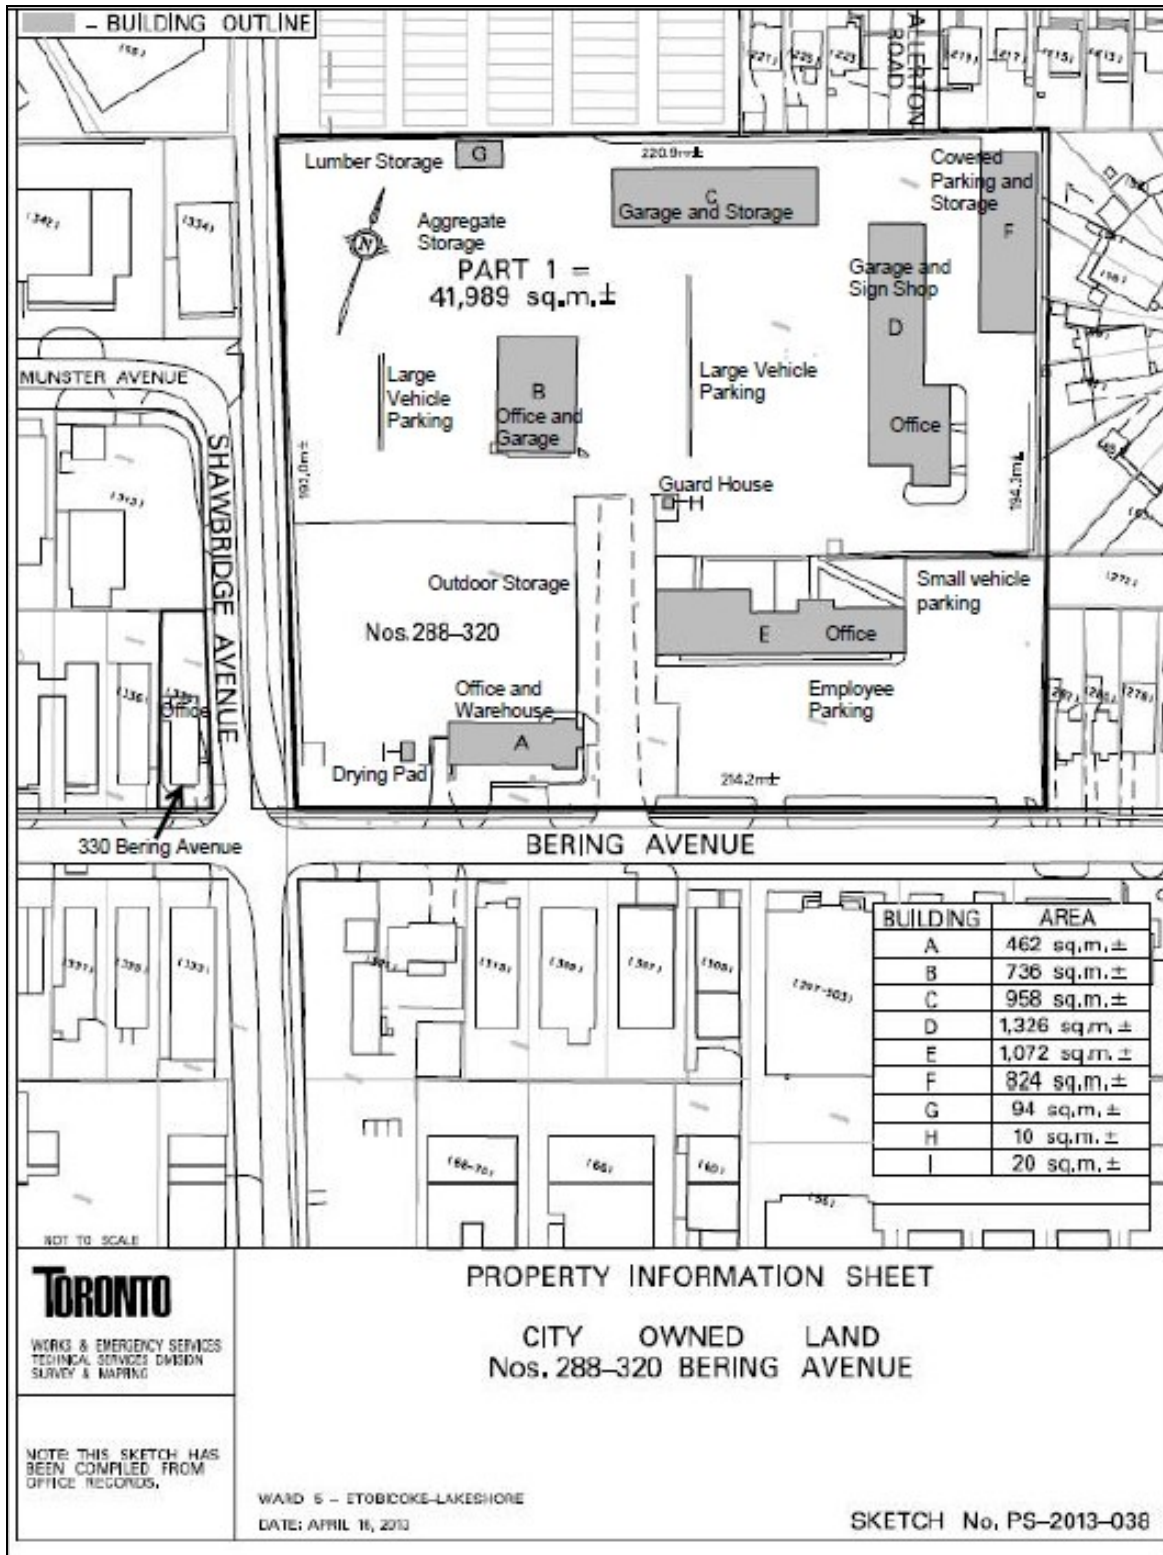 – BUILDING OUTLINE
ALLERTON
ROAD
Lumber Storage
G
220.9m±
C
Garage and Storage
Covered
Parking and
Storage
F
N
Aggregate
Storage
PART 1 =
41,989 sq.m.±
Garage and
Sign Shop
D
Office
(342)
(334)
MUNSTER AVENUE
Large
Vehicle
Parking
B
Office and
Garage
Large Vehicle
Parking
SHAWBRIDGE AVENUE
194.2m±
Guard House
H
Outdoor Storage
Nos. 288–320
Small vehicle
parking
E
Office
Office and
Warehouse
A
Employee
Parking
Office
I
Drying Pad
214.2m±
330 Bering Avenue
BERING AVENUE
BUILDING AREA
A 462 sq.m.±
B 736 sq.m.±
C 958 sq.m.±
D 1,326 sq.m.±
E 1,072 sq.m.±
F 824 sq.m.±
G 94 sq.m.±
H 10 sq.m.±
I 20 sq.m.±
NOT TO SCALE
TORONTO
WORKS & EMERGENCY SERVICES
TECHNICAL SERVICES DIVISION
SURVEY & MAPPING
PROPERTY INFORMATION SHEET
CITY OWNED LAND
Nos. 288–320 BERING AVENUE
NOTE: THIS SKETCH HAS
BEEN COMPILED FROM
OFFICE RECORDS.
WARD 5 – ETOBICOKE–LAKESHORE
DATE: APRIL 16, 2013
SKETCH No. PS–2013–038